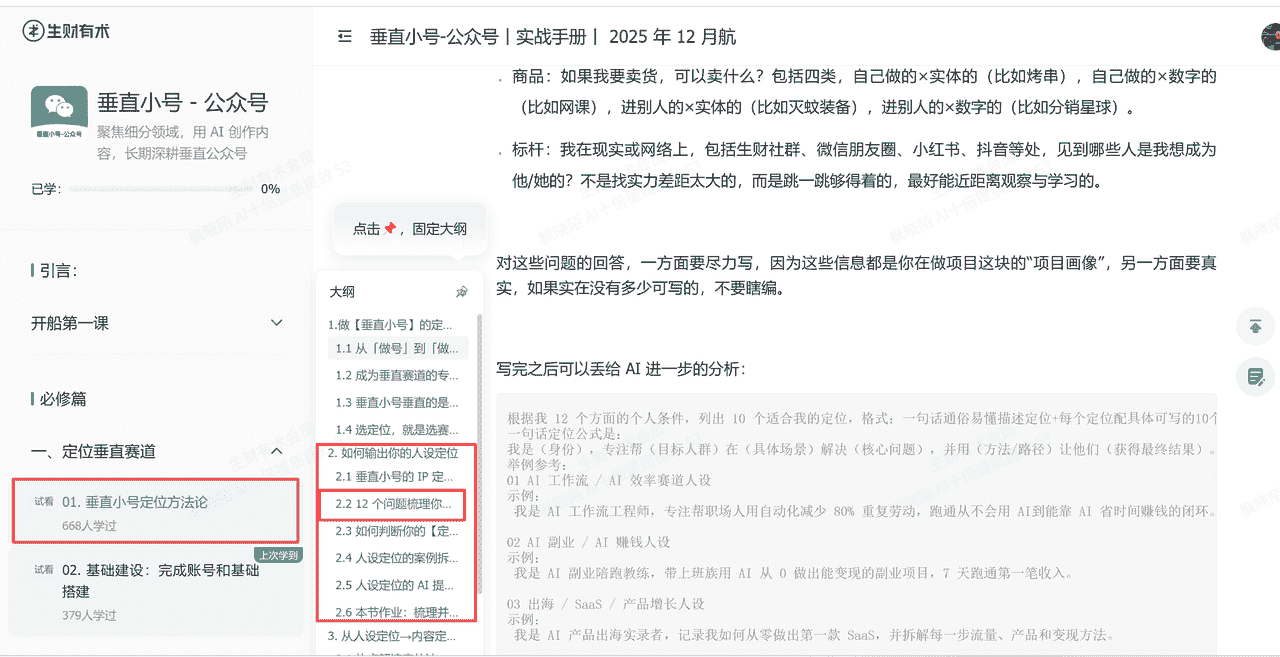 生财有术
垂直小号-公众号丨实战手册丨 2025 年 12 月航
垂直小号 - 公众号
聚焦细分领域，用 AI 创作内
容，长期深耕垂直公众号
垂直小号-公众号
已学：
0%
引言：
开船第一课
必修篇
一、定位垂直赛道
试看 01. 垂直小号定位方法论
668人学过
上次学到
试看 02. 基础建设：完成账号和基础
搭建
379人学过
点击📌，固定大纲
大纲
1.做【垂直小号】的定...
1.1 从「做号」到「做...
1.2 成为垂直赛道的专...
1.3 垂直小号垂直的是...
1.4 选定位，就是选赛...
2. 如何输出你的人设定位
2.1 垂直小号的 IP 定...
2.2 12 个问题梳理你...
2.3 如何判断你的【定...
2.4 人设定位的案例拆...
2.5 人设定位的 AI 提...
2.6 本节作业：梳理并...
3. 从人设定位→内容定...
商品：如果我要卖货，可以卖什么？包括四类，自己做的×实体的（比如烤串），自己做的×数字的
（比如网课），进别人的×实体的（比如灭蚊装备），进别人的×数字的（比如分销星球）。
标杆：我在现实或网络上，包括生财社群、微信朋友圈、小红书、抖音等处，见到哪些人是我想成为
他/她的？不是找实力差距太大的，而是跳一跳够得着的，最好能近距离观察与学习的。
对这些问题的回答，一方面要尽力写，因为这些信息都是你在做项目这块的“项目画像”，另一方面要真
实，如果实在没有多少可写的，不要瞎编。
写完之后可以丢给 AI 进一步的分析：
根据我 12 个方面的个人条件，列出 10 个适合我的定位，格式：一句话通俗易懂描述定位+每个定位配具体可写的10个
一句话定位公式是：
我是（身份），专注帮（目标人群）在（具体场景）解决（核心问题），并用（方法/路径）让他们（获得最终结果）。
举例参考：
01 AI 工作流 / AI 效率赛道人设
示例：
我是 AI 工作流工程师，专注帮职场人用自动化减少 80% 重复劳动，跑通从不会用 AI到能靠 AI 省时间赚钱的闭环。
02 AI 副业 / AI 赚钱人设
示例：
我是 AI 副业陪跑教练，带上班族用 AI 从 0 做出能变现的副业项目，7 天跑通第一笔收入。
03 出海 / SaaS / 产品增长人设
示例：
我是 AI 产品出海实录者，记录我如何从零做出第一款 SaaS，并拆解每一步流量、产品和变现方法。